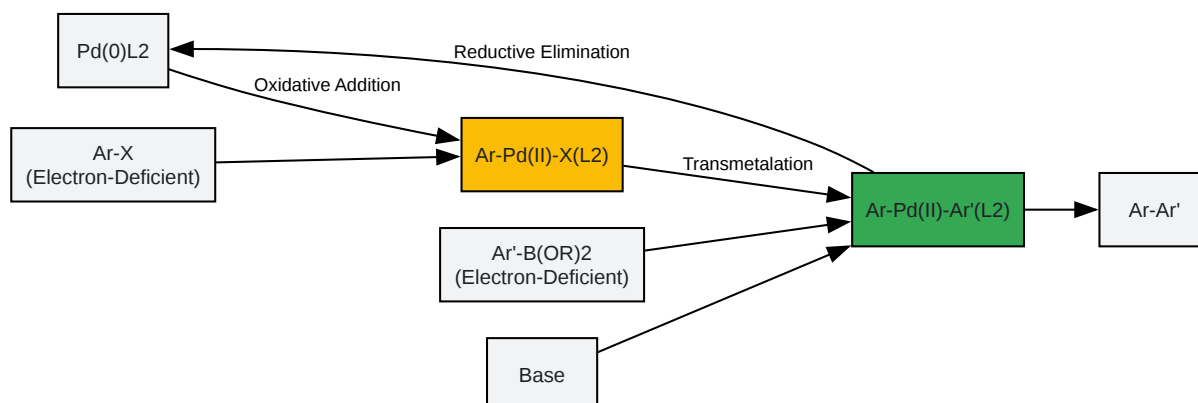 Pd(0)L2
Reductive Elimination
Oxidative Addition
Ar-X
(Electron-Deficient)
Ar-Pd(II)-X(L2)
Transmetalation
Ar-Pd(II)-Ar'(L2)
Ar-Ar'
Ar'-B(OR)2
(Electron-Deficient)
Base